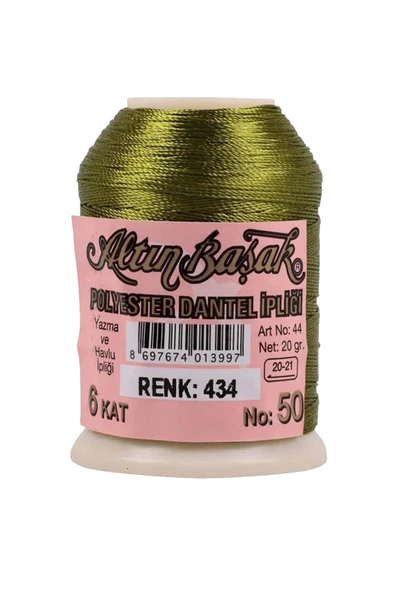 Altın Başak ®
POLYESTER DANTEL İPLİĞİ
Yazma
ve
Havlu
İpliği
8 697674 013997
Art No: 44
Net: 20 gr.
20-21
RENK: 434
6 KAT
No: 50